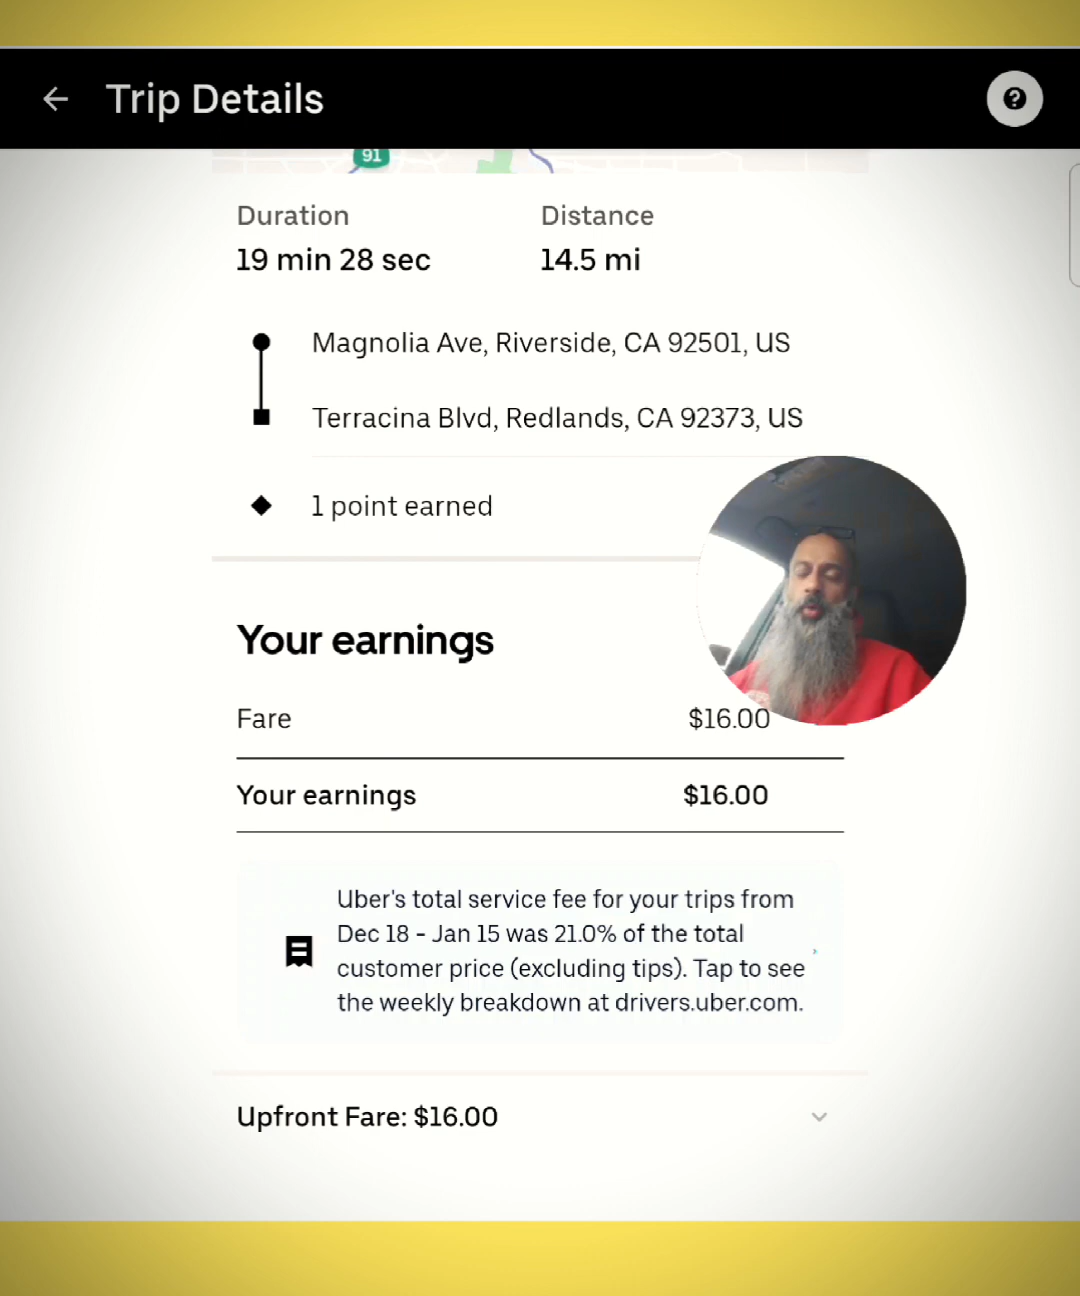 Trip Details
?
91
Duration Distance
19 min 28 sec 14.5 mi
Magnolia Ave, Riverside, CA 92501, US
Terracina Blvd, Redlands, CA 92373, US
1 point earned
Your earnings
Fare $16.00
Your earnings $16.00
Uber's total service fee for your trips from
Dec 18 - Jan 15 was 21.0% of the total
customer price (excluding tips). Tap to see
the weekly breakdown at drivers.uber.com.
Upfront Fare: $16.00